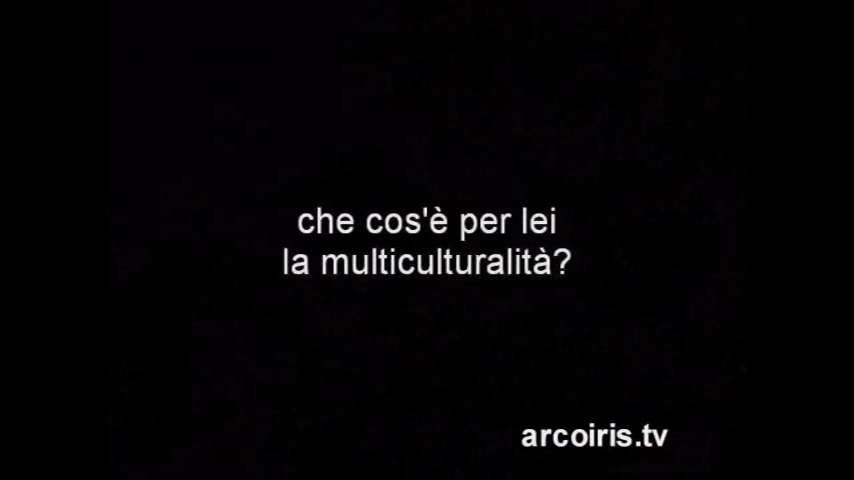 che cos'è per lei
la multiculturalità?
arcoiris.tv